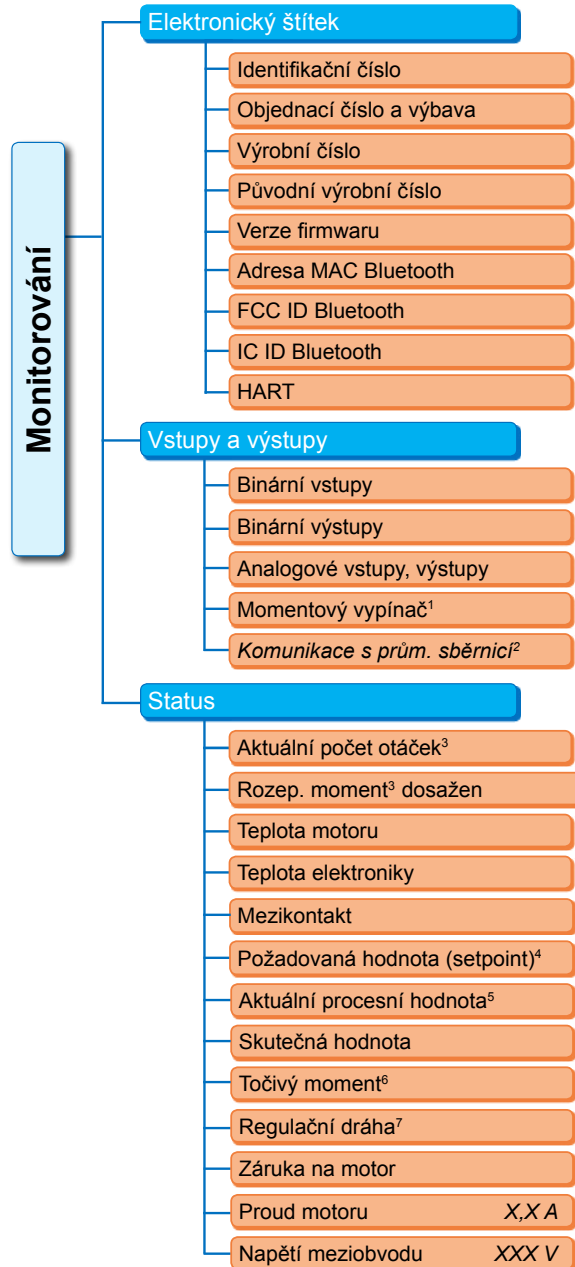 Monitorování
Elektronický štítek
Identifikační číslo
Objednací číslo a výbava
Výrobní číslo
Původní výrobní číslo
Verze firmwaru
Adresa MAC Bluetooth
FCC ID Bluetooth
IC ID Bluetooth
HART
Vstupy a výstupy
Binární vstupy
Binární výstupy
Analogové vstupy, výstupy
Momentový vypínač¹
Komunikace s prům. sběrnicí²
Status
Aktuální počet otáček³
Rozep. moment³ dosažen
Teplota motoru
Teplota elektroniky
Mezikontakt
Požadovaná hodnota (setpoint)⁴
Aktuální procesní hodnota⁵
Skutečná hodnota
Točivý moment⁶
Regulační dráha⁷
Záruka na motor
Proud motoru X,X A
Napětí meziobvodu XXX V